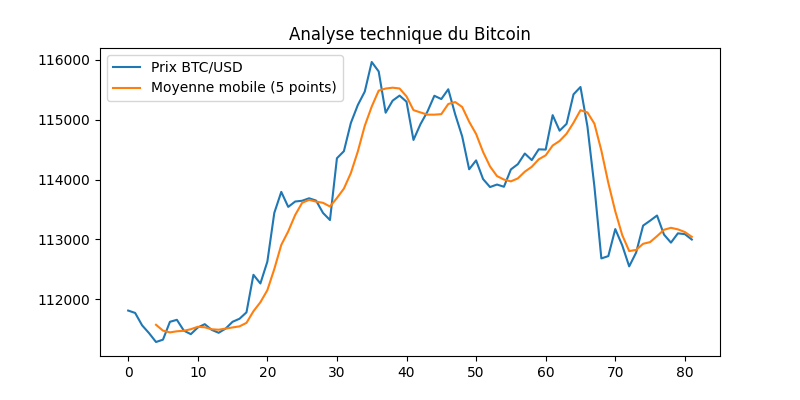 Analyse technique du Bitcoin
Prix BTC/USD
Moyenne mobile (5 points)
116000
115000
114000
113000
112000
0 10 20 30 40 50 60 70 80